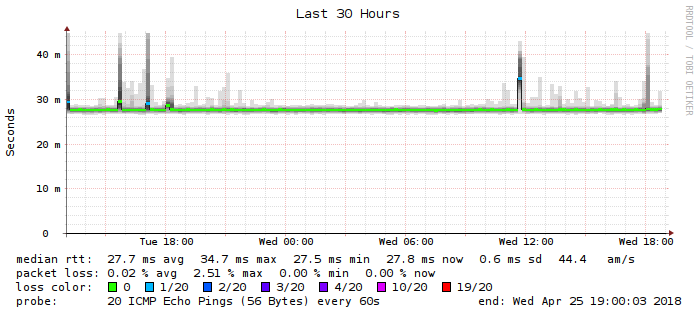 Last 30 Hours
RRDTOOL / TOBI OETIKER
Seconds
40 m
30 m
20 m
10 m
0
Tue 18:00 Wed 00:00 Wed 06:00 Wed 12:00 Wed 18:00
median rtt: 27.7 ms avg 34.7 ms max 27.5 ms min 27.8 ms now 0.6 ms sd 44.4 am/s
packet loss: 0.02 % avg 2.51 % max 0.00 % min 0.00 % now
loss color: 0 1/20 2/20 3/20 4/20 10/20 19/20
probe: 20 ICMP Echo Pings (56 Bytes) every 60s end: Wed Apr 25 19:00:03 2018